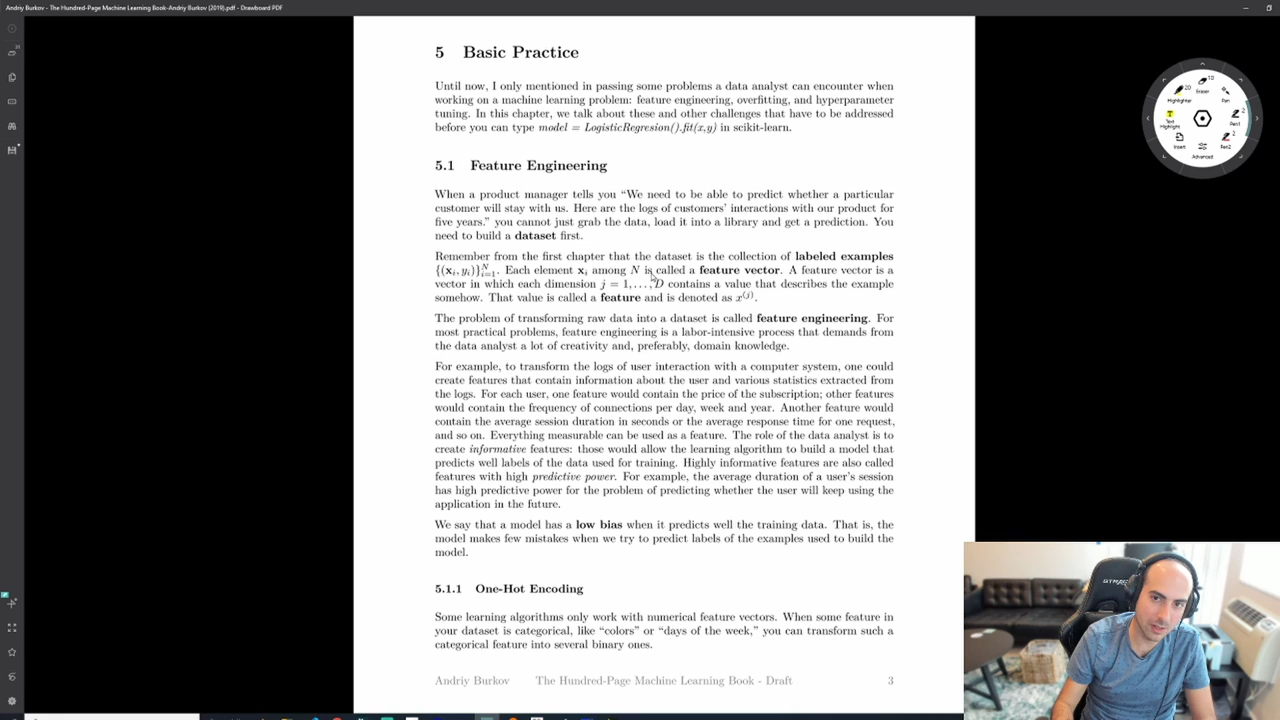 Andriy Burkov - The Hundred-Page Machine Learning Book-Andriy Burkov (2019).pdf - Drawboard PDF
5 Basic Practice
Until now, I only mentioned in passing some problems a data analyst can encounter when
working on a machine learning problem: feature engineering, overfitting, and hyperparameter
tuning. In this chapter, we talk about these and other challenges that have to be addressed
before you can type model = LogisticRegresion().fit(x,y) in scikit-learn.
5.1 Feature Engineering
When a product manager tells you “We need to be able to predict whether a particular
customer will stay with us. Here are the logs of customers’ interactions with our product for
five years.” you cannot just grab the data, load it into a library and get a prediction. You
need to build a dataset first.
Remember from the first chapter that the dataset is the collection of labeled examples
{(xᵢ, yᵢ)}ᵢ₌₁ᴺ. Each element xᵢ among N is called a feature vector. A feature vector is a
vector in which each dimension j = 1, . . . , D contains a value that describes the example
somehow. That value is called a feature and is denoted as x⁽ʲ⁾.
The problem of transforming raw data into a dataset is called feature engineering. For
most practical problems, feature engineering is a labor-intensive process that demands from
the data analyst a lot of creativity and, preferably, domain knowledge.
For example, to transform the logs of user interaction with a computer system, one could
create features that contain information about the user and various statistics extracted from
the logs. For each user, one feature would contain the price of the subscription; other features
would contain the frequency of connections per day, week and year. Another feature would
contain the average session duration in seconds or the average response time for one request,
and so on. Everything measurable can be used as a feature. The role of the data analyst is to
create informative features: those would allow the learning algorithm to build a model that
predicts well labels of the data used for training. Highly informative features are also called
features with high predictive power. For example, the average duration of a user’s session
has high predictive power for the problem of predicting whether the user will keep using the
application in the future.
We say that a model has a low bias when it predicts well the training data. That is, the
model makes few mistakes when we try to predict labels of the examples used to build the
model.
5.1.1 One-Hot Encoding
Some learning algorithms only work with numerical feature vectors. When some feature in
your dataset is categorical, like “colors” or “days of the week,” you can transform such a
categorical feature into several binary ones.
Andriy Burkov The Hundred-Page Machine Learning Book - Draft 3
Highlighter 20
Eraser 10
Pen
Text Highlight
Pen1 2
Insert
Pen2 2
Advanced